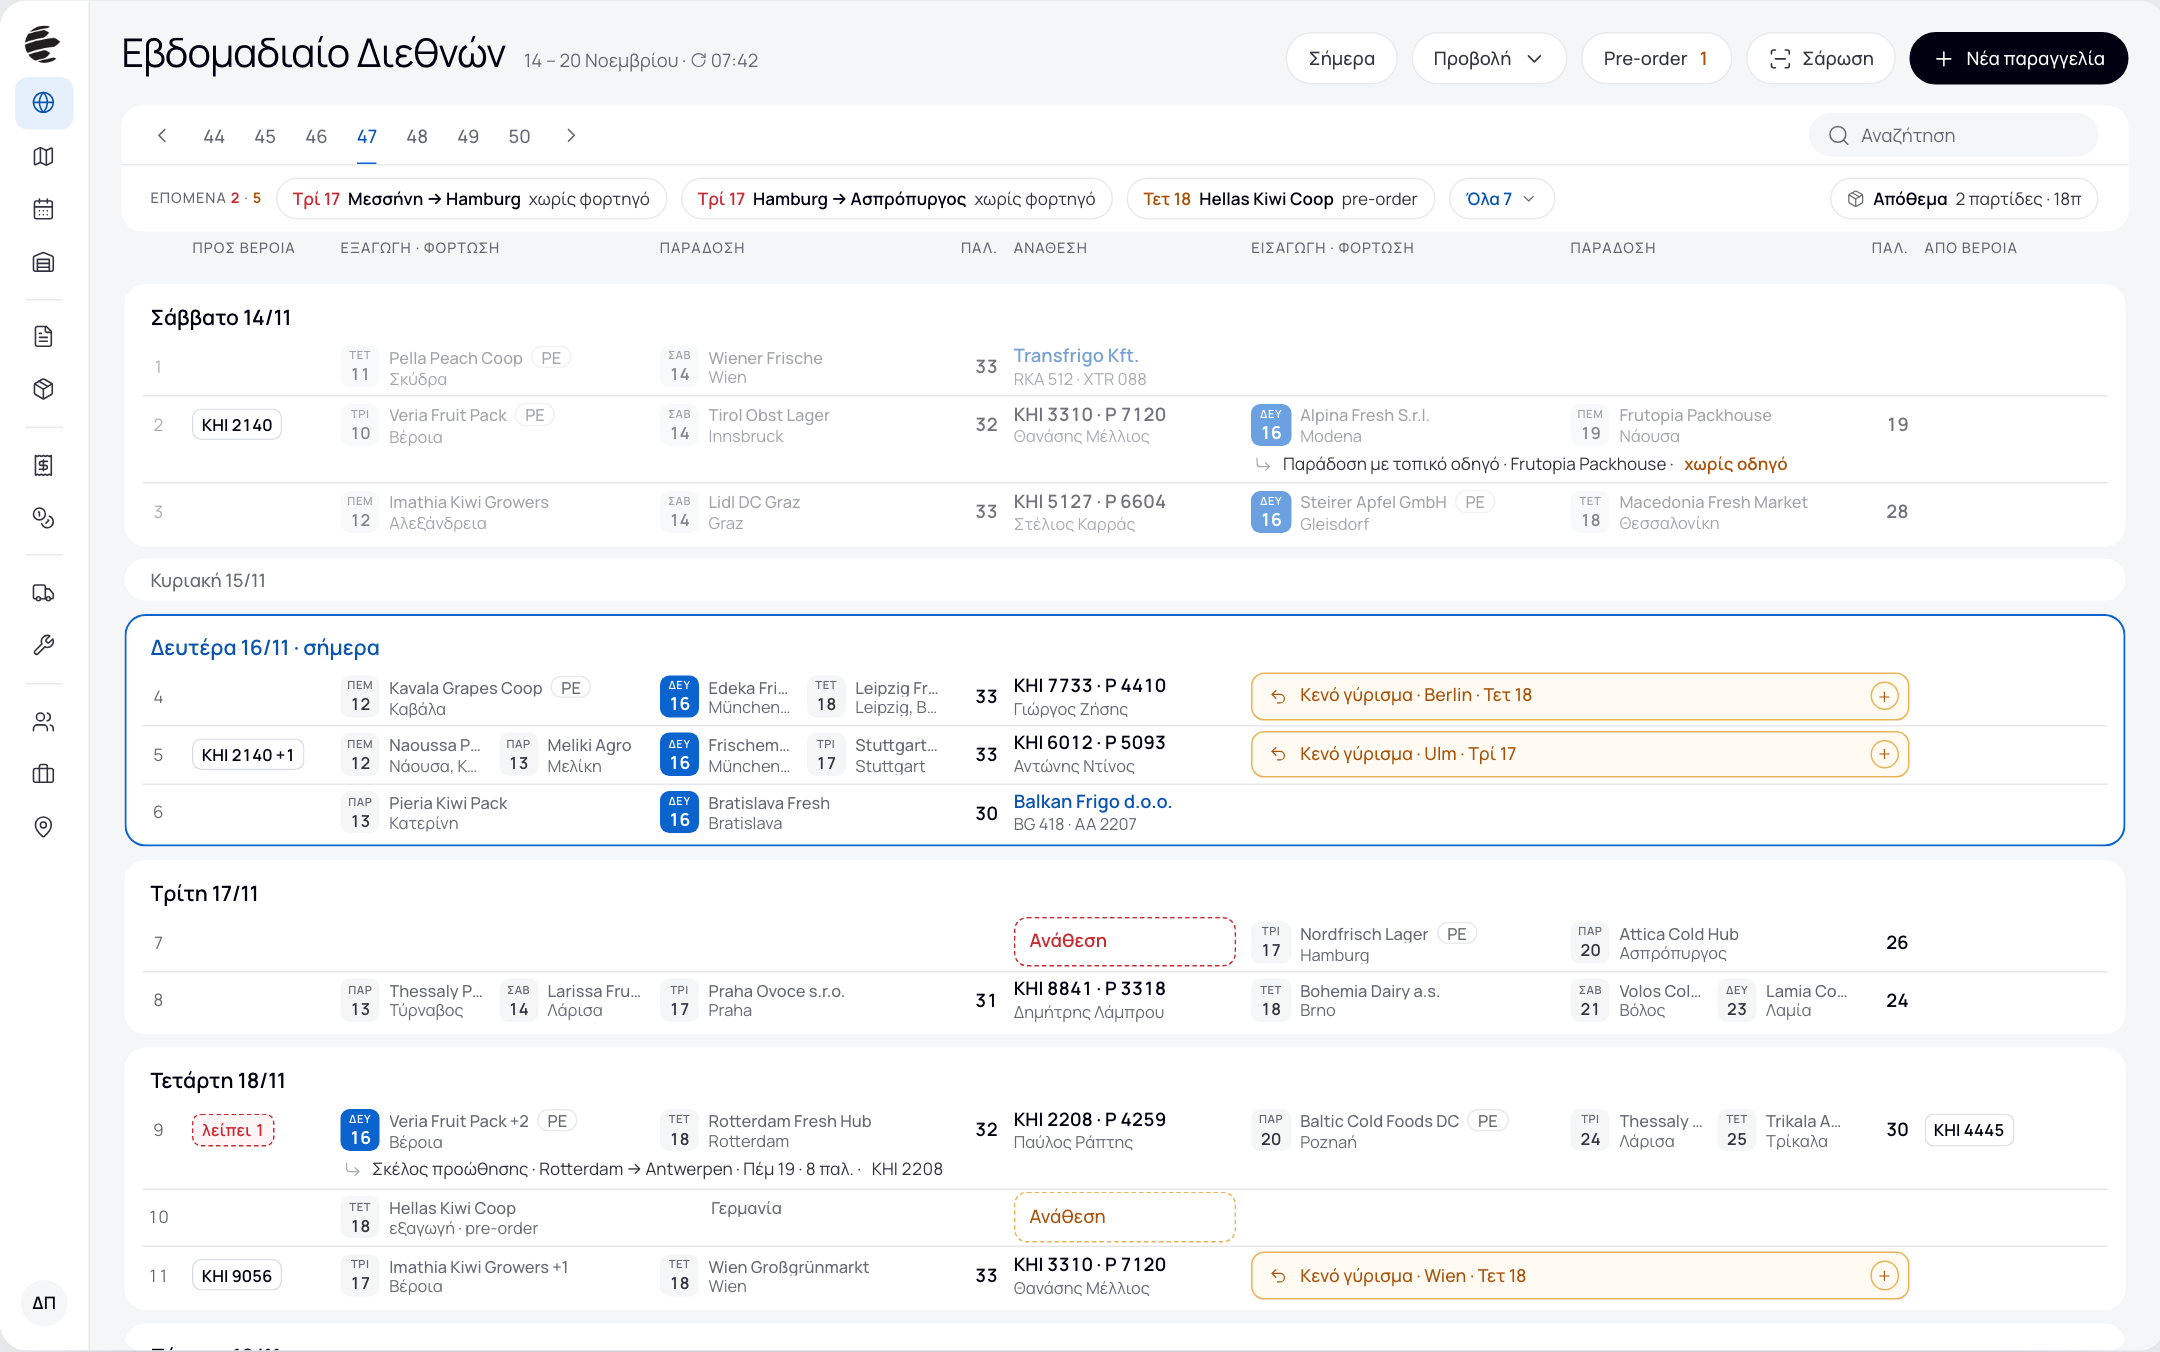 Εβδομαδιαίο Διεθνών 14 – 20 Νοεμβρίου · 07:42
Σήμερα Προβολή Pre-order 1 Σάρωση + Νέα παραγγελία
44 45 46 47 48 49 50 Αναζήτηση
ΕΠΟΜΕΝΑ 2 · 5 Τρί 17 Μεσσήνη → Hamburg χωρίς φορτηγό Τρί 17 Hamburg → Ασπρόπυργος χωρίς φορτηγό Τετ 18 Hellas Kiwi Coop pre-order Όλα 7 Απόθεμα 2 παρτίδες · 18π
ΠΡΟΣ ΒΕΡΟΙΑ ΕΞΑΓΩΓΗ · ΦΟΡΤΩΣΗ ΠΑΡΑΔΟΣΗ ΠΑΛ. ΑΝΑΘΕΣΗ ΕΙΣΑΓΩΓΗ · ΦΟΡΤΩΣΗ ΠΑΡΑΔΟΣΗ ΠΑΛ. ΑΠΟ ΒΕΡΟΙΑ
Σάββατο 14/11
1 ΤΕΤ 11 Pella Peach Coop PE ΣΑΒ 14 Wiener Frische 33 Transfrigo Kft.
Σκύδρα Wien RKA 512 · XTR 088
2 ΚΗΙ 2140 ΤΡΙ 10 Veria Fruit Pack PE ΣΑΒ 14 Tirol Obst Lager 32 ΚΗΙ 3310 · Ρ 7120 ΔΕΥ 16 Alpina Fresh S.r.l. ΠΕΜ 19 Frutopia Packhouse 19
Βέροια Innsbruck Θανάσης Μέλλιος Modena Νάουσα
Παράδοση με τοπικό οδηγό · Frutopia Packhouse · χωρίς οδηγό
3 ΠΕΜ 12 Imathia Kiwi Growers ΣΑΒ 14 Lidl DC Graz 33 ΚΗΙ 5127 · Ρ 6604 ΔΕΥ 16 Steirer Apfel GmbH PE ΤΕΤ 18 Macedonia Fresh Market 28
Αλεξάνδρεια Graz Στέλιος Καρράς Gleisdorf Θεσσαλονίκη
Κυριακή 15/11
Δευτέρα 16/11 · σήμερα
4 ΠΕΜ 12 Kavala Grapes Coop PE ΔΕΥ 16 Edeka Fri... ΤΕΤ 18 Leipzig Fr... 33 ΚΗΙ 7733 · Ρ 4410 Κενό γύρισμα · Berlin · Τετ 18
Καβάλα München... Leipzig, B... Γιώργος Ζήσης
5 ΚΗΙ 2140 +1 ΠΕΜ 12 Naoussa P... ΠΑΡ 13 Meliki Agro ΔΕΥ 16 Frischem... ΤΡΙ 17 Stuttgart... 33 ΚΗΙ 6012 · Ρ 5093 Κενό γύρισμα · Ulm · Τρί 17
Νάουσα, Κ... Μελίκη München... Stuttgart Αντώνης Ντίνος
6 ΠΑΡ 13 Pieria Kiwi Pack ΔΕΥ 16 Bratislava Fresh 30 Balkan Frigo d.o.o.
Κατερίνη Bratislava BG 418 · AA 2207
Τρίτη 17/11
7 Ανάθεση ΤΡΙ 17 Nordfrisch Lager PE ΠΑΡ 20 Attica Cold Hub 26
Hamburg Ασπρόπυργος
8 ΠΑΡ 13 Thessaly P... ΣΑΒ 14 Larissa Fru... ΤΡΙ 17 Praha Ovoce s.r.o. 31 ΚΗΙ 8841 · Ρ 3318 ΤΕΤ 18 Bohemia Dairy a.s. ΣΑΒ 21 Volos Col... ΔΕΥ 23 Lamia Co... 24
Τύρναβος Λάρισα Praha Δημήτρης Λάμπρου Brno Βόλος Λαμία
Τετάρτη 18/11
9 λείπει 1 ΔΕΥ 16 Veria Fruit Pack +2 PE ΤΕΤ 18 Rotterdam Fresh Hub 32 ΚΗΙ 2208 · Ρ 4259 ΠΑΡ 20 Baltic Cold Foods DC PE ΤΡΙ 24 Thessaly ... ΤΕΤ 25 Trikala A... 30 ΚΗΙ 4445
Βέροια Rotterdam Παύλος Ράπτης Poznań Λάρισα Τρίκαλα
Σκέλος προώθησης · Rotterdam → Antwerpen · Πέμ 19 · 8 παλ. · ΚΗΙ 2208
10 ΤΕΤ 18 Hellas Kiwi Coop Γερμανία Ανάθεση
εξαγωγή · pre-order
11 ΚΗΙ 9056 ΤΡΙ 17 Imathia Kiwi Growers +1 ΤΕΤ 18 Wien Großgrünmarkt 33 ΚΗΙ 3310 · Ρ 7120 Κενό γύρισμα · Wien · Τετ 18
Βέροια Wien Θανάσης Μέλλιος
ΔΠ